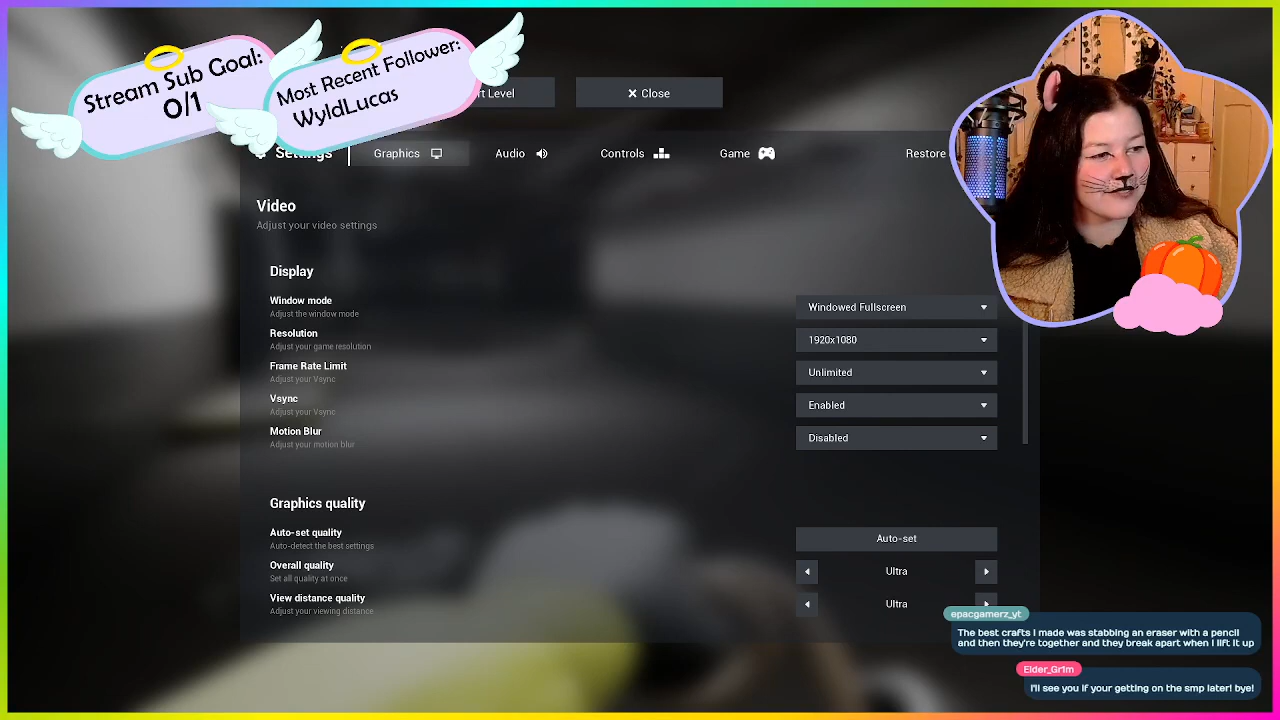 Stream Sub Goal:
0/1
Most Recent Follower:
WyldLucas
Level
Close
Settings
Graphics
Audio
Controls
Game
Restore
Video
Adjust your video settings
Display
Window mode
Adjust the window mode
Windowed Fullscreen
Resolution
Adjust your game resolution
1920x1080
Frame Rate Limit
Adjust your Vsync
Unlimited
Vsync
Adjust your Vsync
Enabled
Motion Blur
Adjust your motion blur
Disabled
Graphics quality
Auto-set quality
Auto-detect the best settings
Auto-set
Overall quality
Set all quality at once
Ultra
View distance quality
Adjust your viewing distance
Ultra
epacgamerz_yt
The best crafts I made was stabbing an eraser with a pencil
and then they're together and they break apart when I lift it up
Elder_Gr1m
I'll see you if your getting on the smp later! bye!